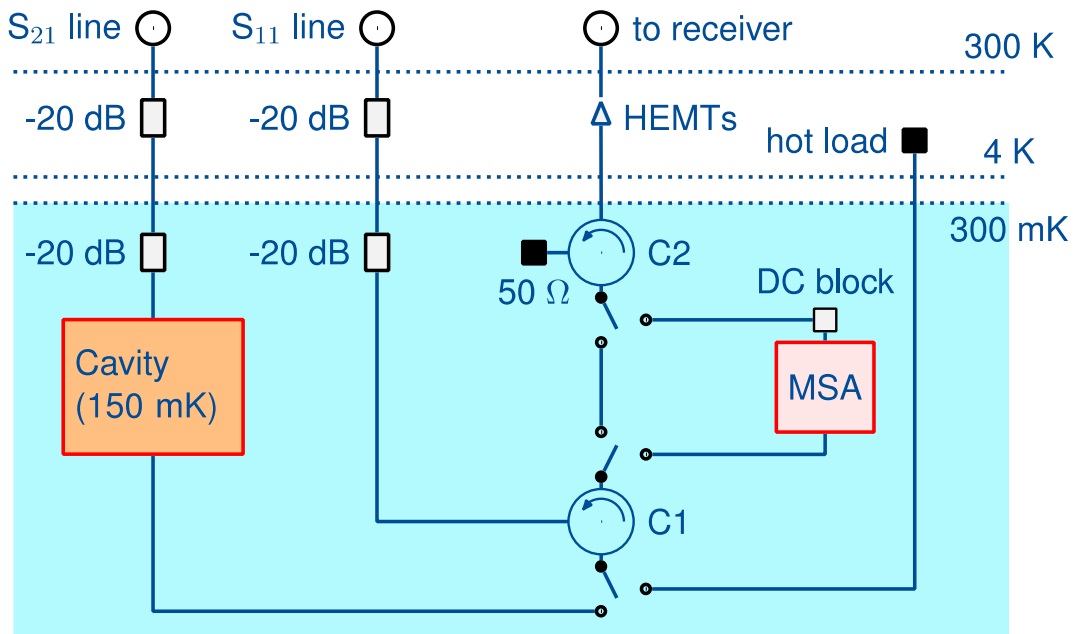 S₂₁ line
S₁₁ line
to receiver
300 K
-20 dB
-20 dB
HEMTs
hot load
4 K
-20 dB
-20 dB
C2
300 mK
50 Ω
DC block
Cavity
(150 mK)
MSA
C1